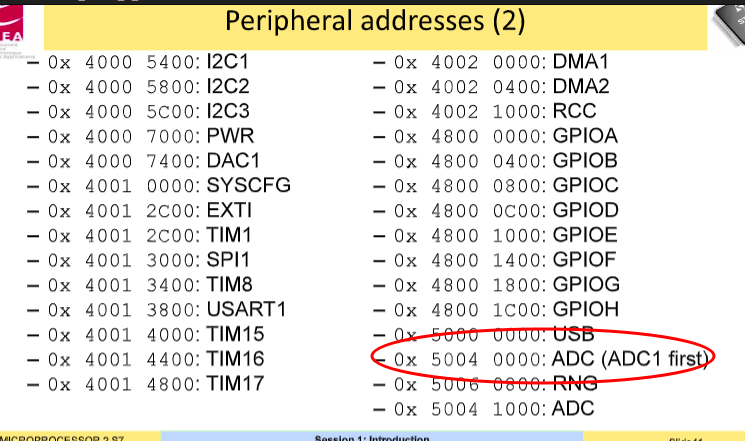 Peripheral addresses (2)
EA
– 0x 4000 5400: I2C1
– 0x 4000 5800: I2C2
– 0x 4000 5C00: I2C3
– 0x 4000 7000: PWR
– 0x 4000 7400: DAC1
– 0x 4001 0000: SYSCFG
– 0x 4001 2C00: EXTI
– 0x 4001 2C00: TIM1
– 0x 4001 3000: SPI1
– 0x 4001 3400: TIM8
– 0x 4001 3800: USART1
– 0x 4001 4000: TIM15
– 0x 4001 4400: TIM16
– 0x 4001 4800: TIM17
– 0x 4002 0000: DMA1
– 0x 4002 0400: DMA2
– 0x 4002 1000: RCC
– 0x 4800 0000: GPIOA
– 0x 4800 0400: GPIOB
– 0x 4800 0800: GPIOC
– 0x 4800 0C00: GPIOD
– 0x 4800 1000: GPIOE
– 0x 4800 1400: GPIOF
– 0x 4800 1800: GPIOG
– 0x 4800 1C00: GPIOH
– 0x 5000 0000: USB
– 0x 5004 0000: ADC (ADC1 first)
– 0x 5006 0800: RNG
– 0x 5004 1000: ADC
MICROPROCESSOR 2 S7
Session 1: Introduction